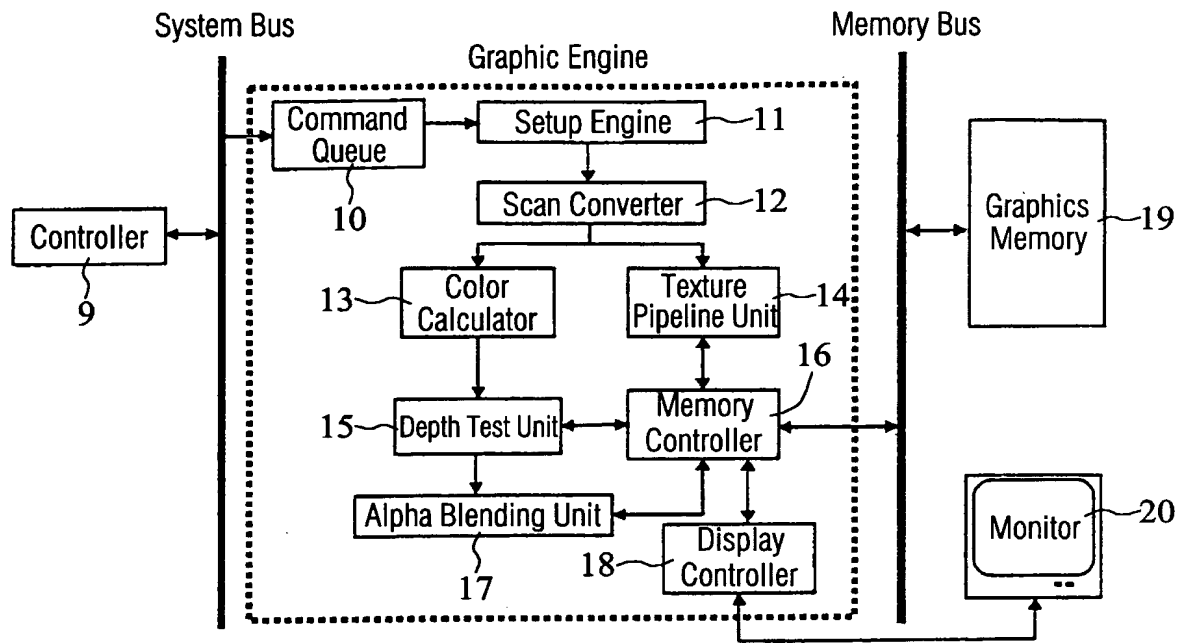 System Bus
Memory Bus
Graphic Engine
Command
Queue
10
Setup Engine
11
Scan Converter
12
Controller
9
Graphics
Memory
19
13
Color
Calculator
Texture
Pipeline Unit
14
16
15
Depth Test Unit
Memory
Controller
Alpha Blending Unit
17
18
Display
Controller
Monitor
20